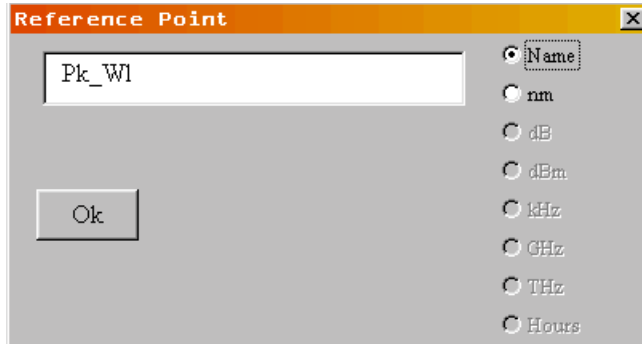 Reference Point
Pk_Wl
Name
nm
dB
dBm
kHz
GHz
THz
Hours
Ok